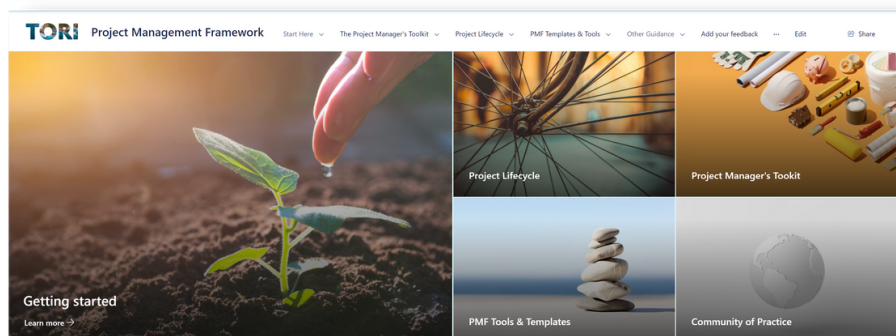 TORI Project Management Framework Start Here The Project Manager's Toolkit Project Lifecycle PMF Templates & Tools Other Guidance Add your feedback ... Edit Share
Getting started
Learn more →
Project Lifecycle
Project Manager's Tookit
PMF Tools & Templates
Community of Practice